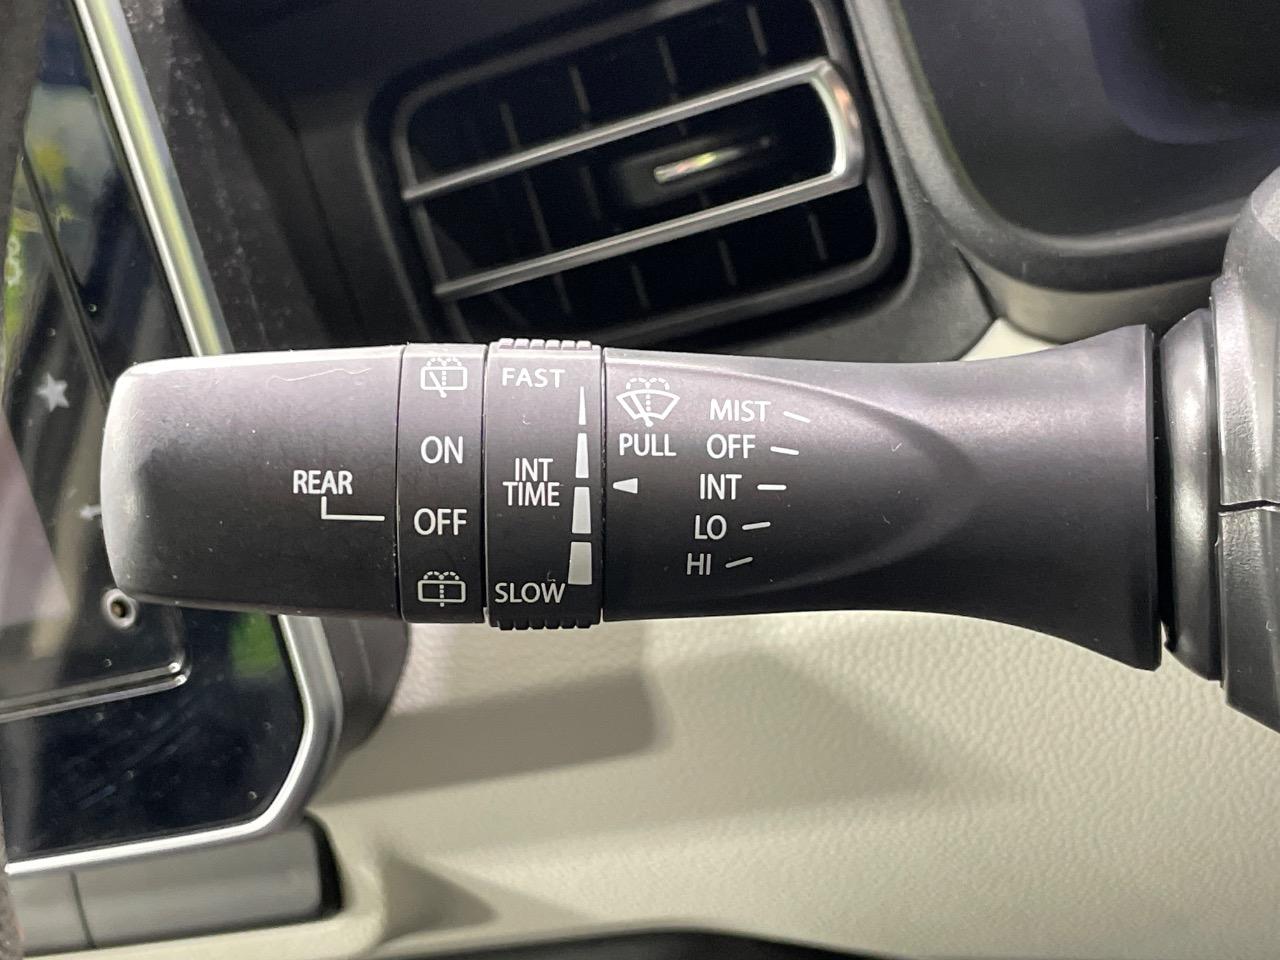 REAR
ON
OFF
FAST
INT
TIME
SLOW
PULL
MIST
OFF
INT
LO
HI